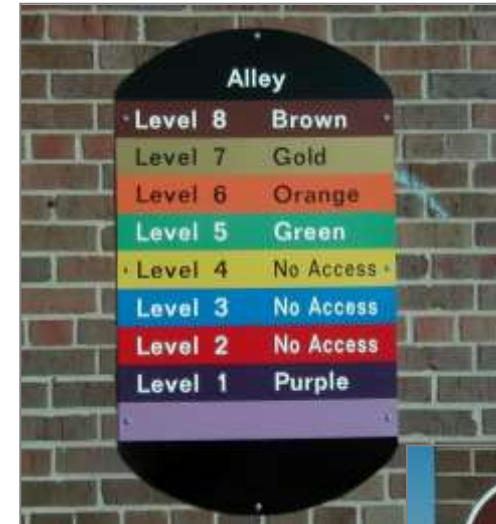 Alley
Level 8 Brown
Level 7 Gold
Level 6 Orange
Level 5 Green
Level 4 No Access
Level 3 No Access
Level 2 No Access
Level 1 Purple